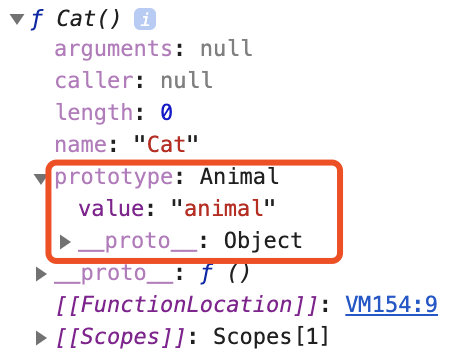 ƒ Cat() i
arguments: null
caller: null
length: 0
name: "Cat"
prototype: Animal
value: "animal"
__proto__: Object
__proto__: ƒ ()
[[FunctionLocation]]: VM154:9
[[Scopes]]: Scopes[1]